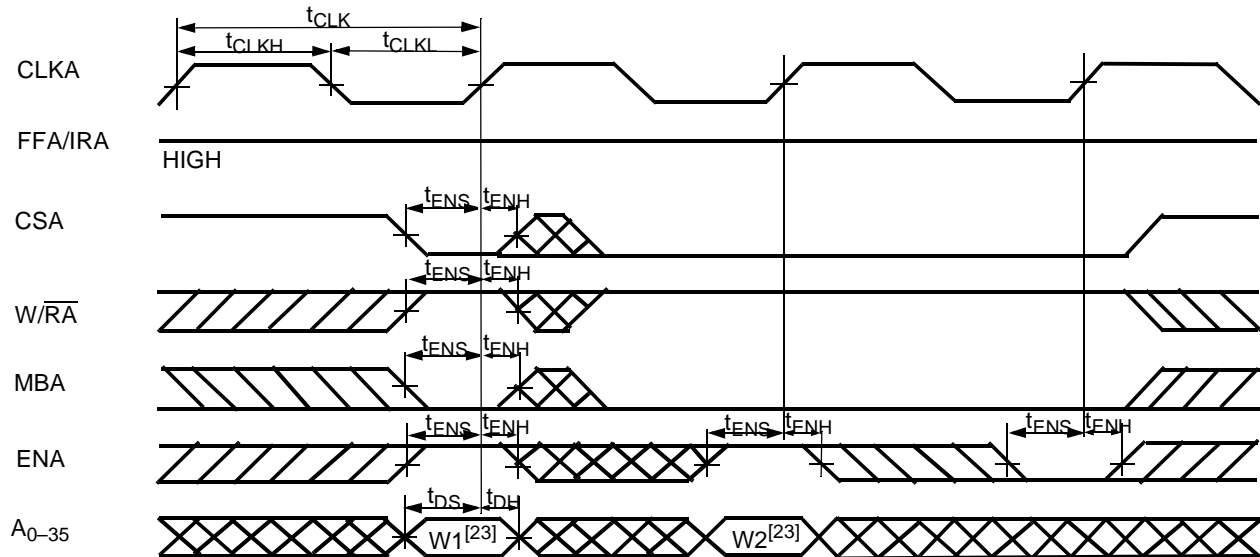 tCLK
tCLKH tCLKL
CLKA
FFA/IRA
HIGH
tENS tENH
CSA
tENS tENH
W/RA
tENS tENH
MBA
tENS tENH tENS tENH tENS tENH
ENA
tDS tDH
A0–35 W1[23] W2[23]